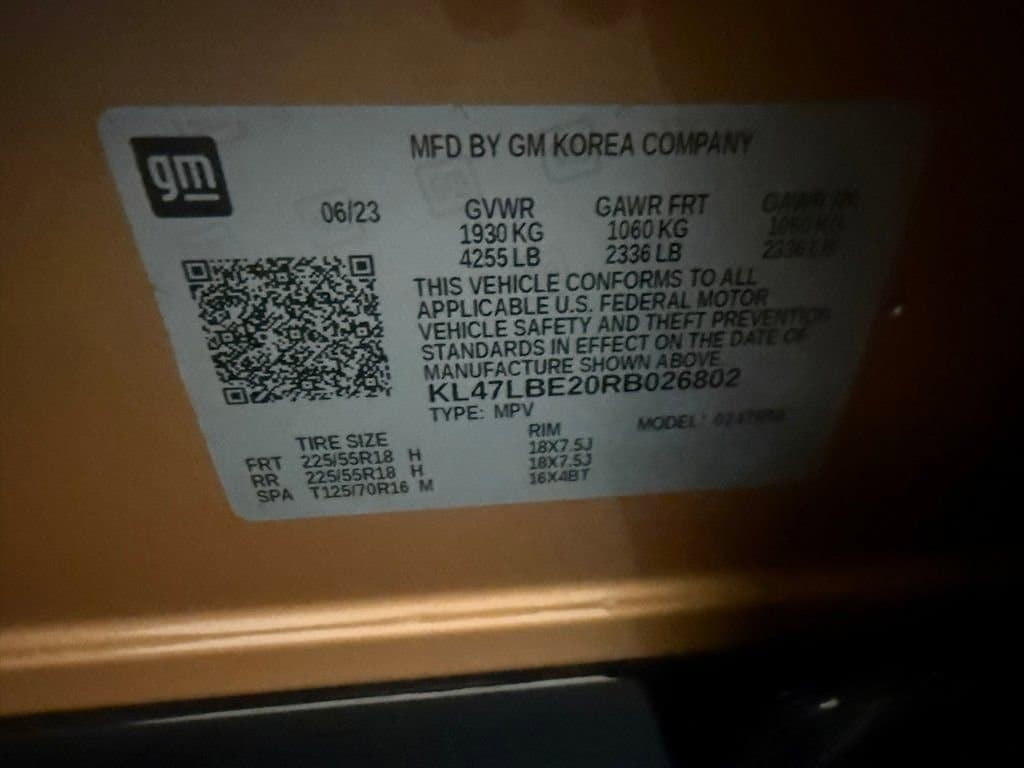 gm
MFD BY GM KOREA COMPANY
06/23 GVWR GAWR FRT GAWR
1930 KG 1060 KG
4255 LB 2336 LB 2336 LB
THIS VEHICLE CONFORMS TO ALL
APPLICABLE U.S. FEDERAL MOTOR
VEHICLE SAFETY AND THEFT PREVENTION
STANDARDS IN EFFECT ON THE DATE OF
MANUFACTURE SHOWN ABOVE
KL47LBE20RB026802
TYPE: MPV MODEL:
TIRE SIZE RIM
FRT 225/55R18 H 18X7.5J
RR 225/55R18 H 18X7.5J
SPA T125/70R16 M 16X4BT